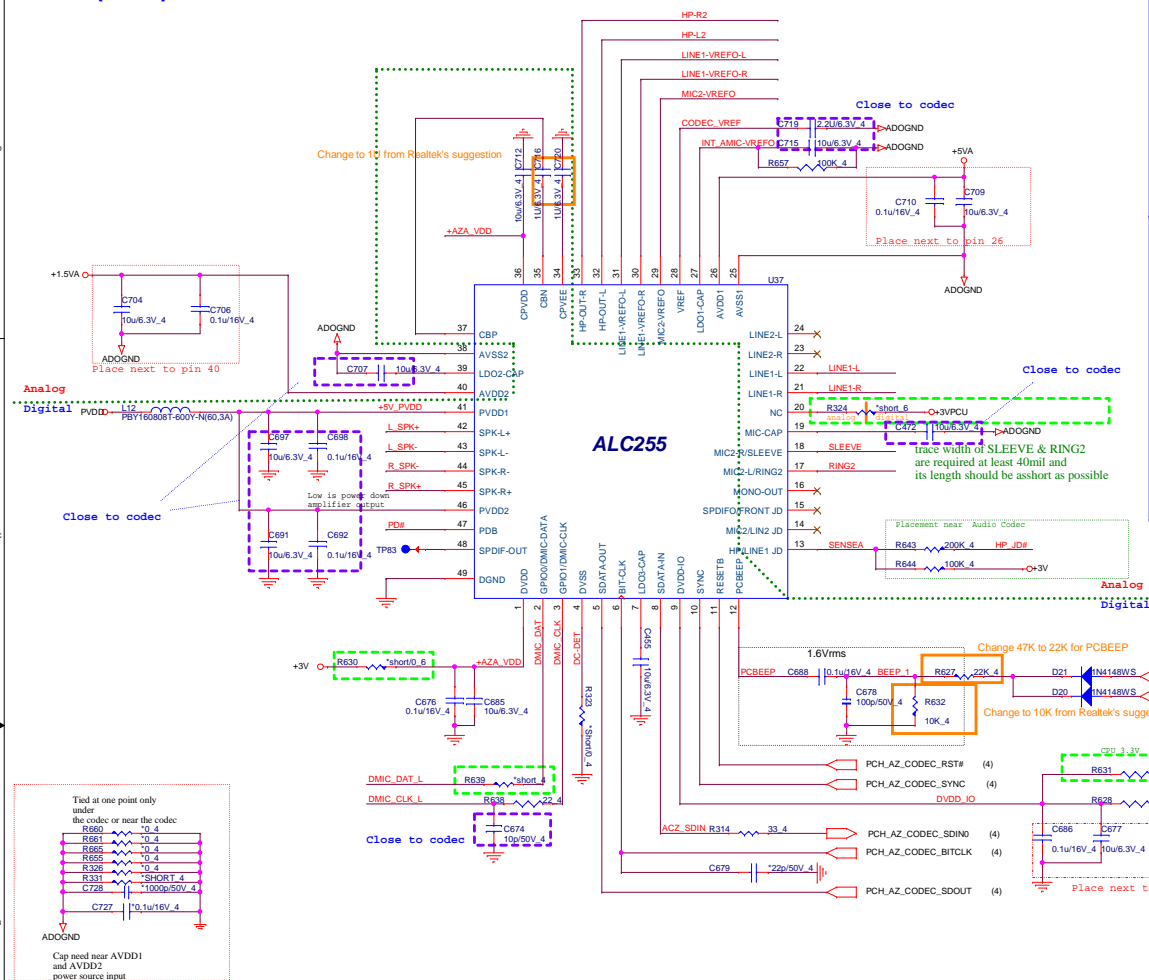 HP-R2
HP-L2
LINE1-VREFO-L
LINE1-VREFO-R
MIC2-VREFO
Close to codec
CODEC_VREF
C719 2.2U/6.3V_4
ADOGND
INT_AMIC-VREFO
C715 10u/6.3V_4
ADOGND
R657 100K_4
+5VA
Change to 1U from Realtek's suggestion
C712
10u/6.3V_4
C716
1U/6.3V_4
C720
1U/6.3V_4
C710
0.1u/16V_4
C709
10u/6.3V_4
Place next to pin 26
+AZA_VDD
ADOGND
+1.5VA
C704
10u/6.3V_4
C706
0.1u/16V_4
ADOGND
Place next to pin 40
36
35
34
33
32
31
30
29
28
27
26
25
U37
CPVDD
CBN
CPVEE
HP-OUT-R
HP-OUT-L
LINE1-VREFO-L
LINE1-VREFO-R
MIC2-VREFO
VREF
LDO1-CAP
AVDD1
AVSS1
ADOGND
C707 10u/6.3V_4
37 CBP
38 AVSS2
39 LDO2-CAP
40 AVDD2
41 PVDD1
42 SPK-L+
43 SPK-L-
44 SPK-R-
45 SPK-R+
46 PVDD2
47 PDB
48 SPDIF-OUT
49 DGND
ALC255
LINE2-L 24
LINE2-R 23
LINE1-L 22
LINE1-R 21
NC 20
MIC-CAP 19
MIC2-R/SLEEVE 18
MIC2-L/RING2 17
MONO-OUT 16
SPDIFO/FRONT JD 15
MIC2/LIN2 JD 14
HP/LINE1 JD 13
LINE1-L
LINE1-R
Close to codec
R324 *short_6
+3VPCU
analog digital
C472 10u/6.3V_4
ADOGND
SLEEVE
RING2
trace width of SLEEVE & RING2
are required at least 40mil and
its length should be asshort as possible
Analog
Digital
PVDD
L12
PBY160808T-600Y-N(60,3A)
+5V_PVDD
L_SPK+
L_SPK-
R_SPK-
R_SPK+
C697
10u/6.3V_4
C698
0.1u/16V_4
Low is power down
amplifier output
Close to codec
C691
10u/6.3V_4
C692
0.1u/16V_4
PD#
TP83
Placement near Audio Codec
SENSEA
R643 200K_4
HP_JD#
R644 100K_4
+3V
Analog
Digital
DVDD
GPIO0/DMIC-DATA
GPIO1/DMIC-CLK
DVSS
SDATA-OUT
BIT-CLK
LDO3-CAP
SDATA-IN
DVDD-IO
SYNC
RESETB
PCBEEP
1
2
3
4
5
6
7
8
9
10
11
12
DMIC_DAT
DMIC_CLK
DC-DET
+3V
R630 *short/0_6
+AZA_VDD
C676
0.1u/16V_4
C685
10u/6.3V_4
R323
*Short/0_4
C455
10u/6.3V_4
1.6Vrms
PCBEEP
C688 0.1u/16V_4
BEEP_1
C678
100p/50V_4
Change 47K to 22K for PCBEEP
R627 22K_4
R632
10K_4
D21 1N4148WS
D20 1N4148WS
Change to 10K from Realtek's sugge
DMIC_DAT_L
R639 *short_4
DMIC_CLK_L
R638 22_4
Close to codec
C674
10p/50V_4
PCH_AZ_CODEC_RST# (4)
PCH_AZ_CODEC_SYNC (4)
DVDD_IO
CPU 3.3V
R631
R628
ACZ_SDIN
R314 33_4
PCH_AZ_CODEC_SDIN0 (4)
PCH_AZ_CODEC_BITCLK (4)
C679 *22p/50V_4
PCH_AZ_CODEC_SDOUT (4)
C686
0.1u/16V_4
C677
10u/6.3V_4
Place next t
Tied at one point only
under
the codec or near the codec
R660 *0_4
R661 *0_4
R665 *0_4
R655 *0_4
R326 *0_4
R331 *SHORT_4
C728 *1000p/50V_4
C727 *0.1u/16V_4
ADOGND
Cap need near AVDD1
and AVDD2
power source input